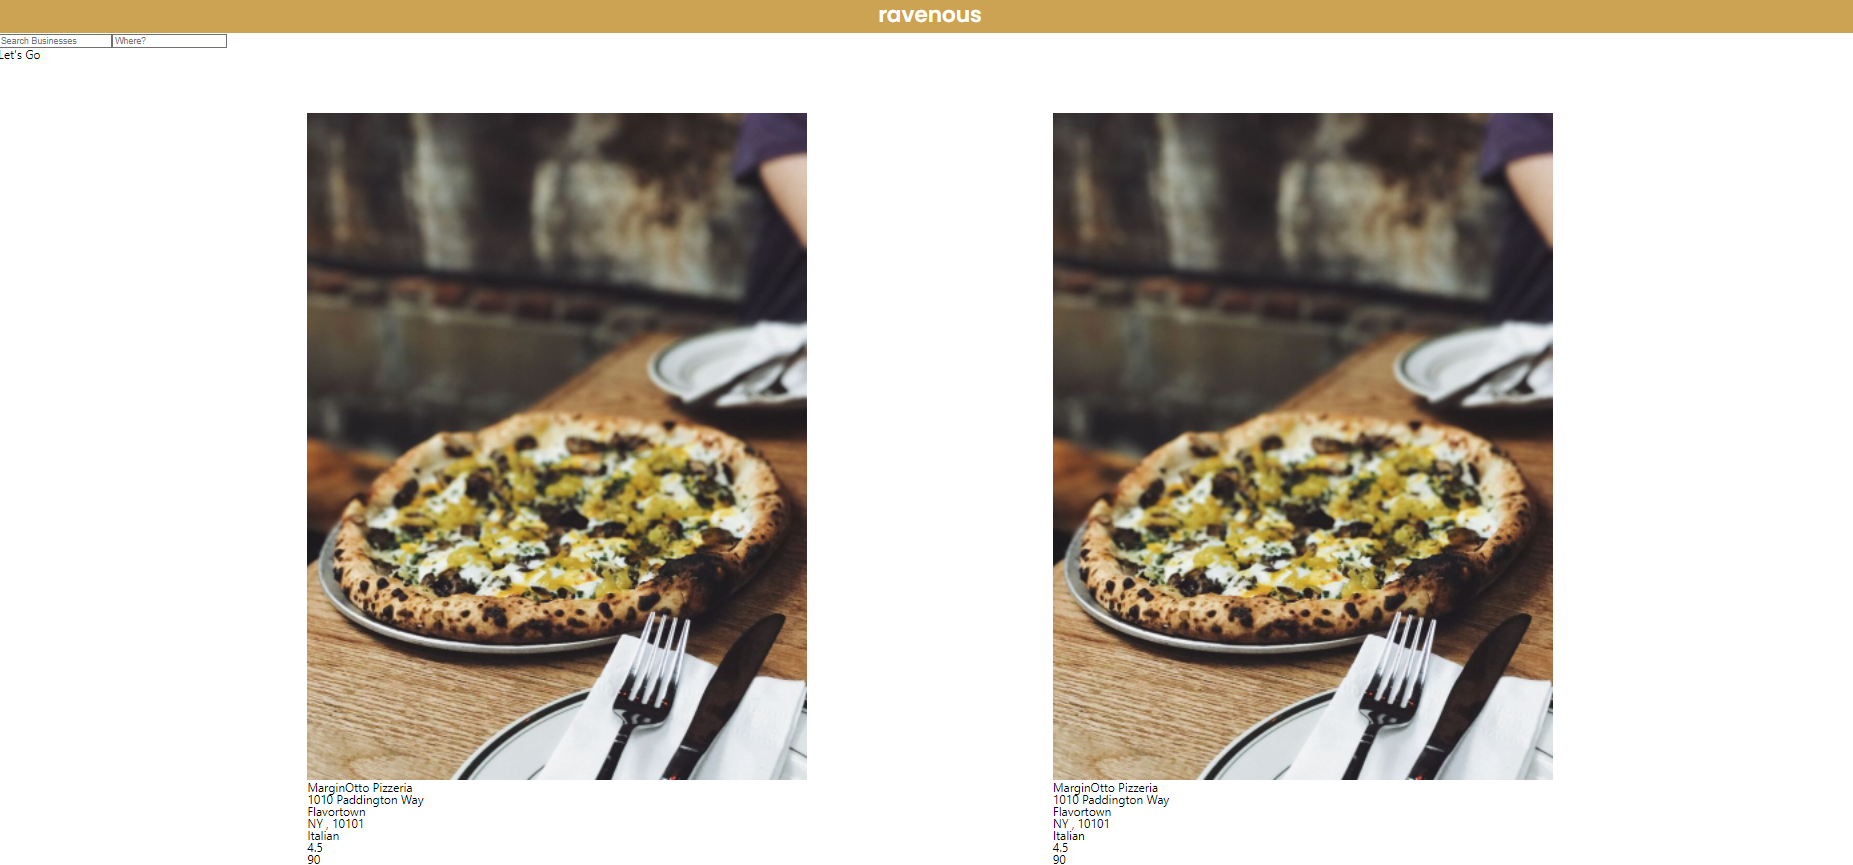 ravenous
Search Businesses
Where?
Let's Go
MarginOtto Pizzeria
1010 Paddington Way
Flavortown
NY , 10101
Italian
4.5
90
MarginOtto Pizzeria
1010 Paddington Way
Flavortown
NY , 10101
Italian
4.5
90